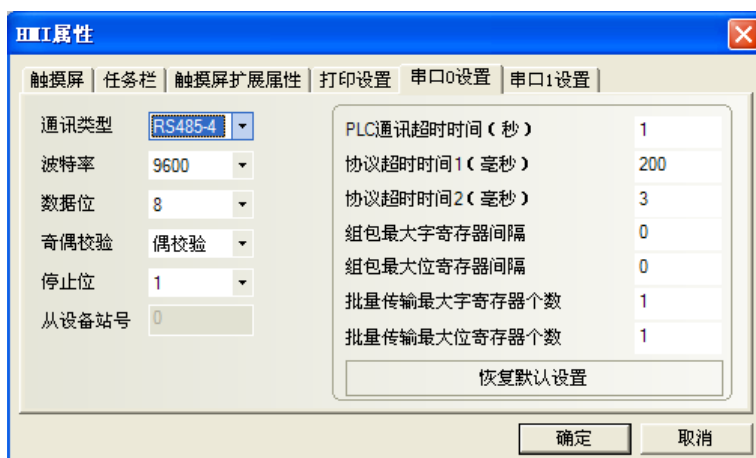 HMI属性
触摸屏 任务栏 触摸屏扩展属性 打印设置 串口0设置 串口1设置
通讯类型 RS485-4
波特率 9600
数据位 8
奇偶校验 偶校验
停止位 1
从设备站号 0
PLC通讯超时时间(秒) 1
协议超时时间1(毫秒) 200
协议超时时间2(毫秒) 3
组包最大字寄存器间隔 0
组包最大位寄存器间隔 0
批量传输最大字寄存器个数 1
批量传输最大位寄存器个数 1
恢复默认设置
确定 取消